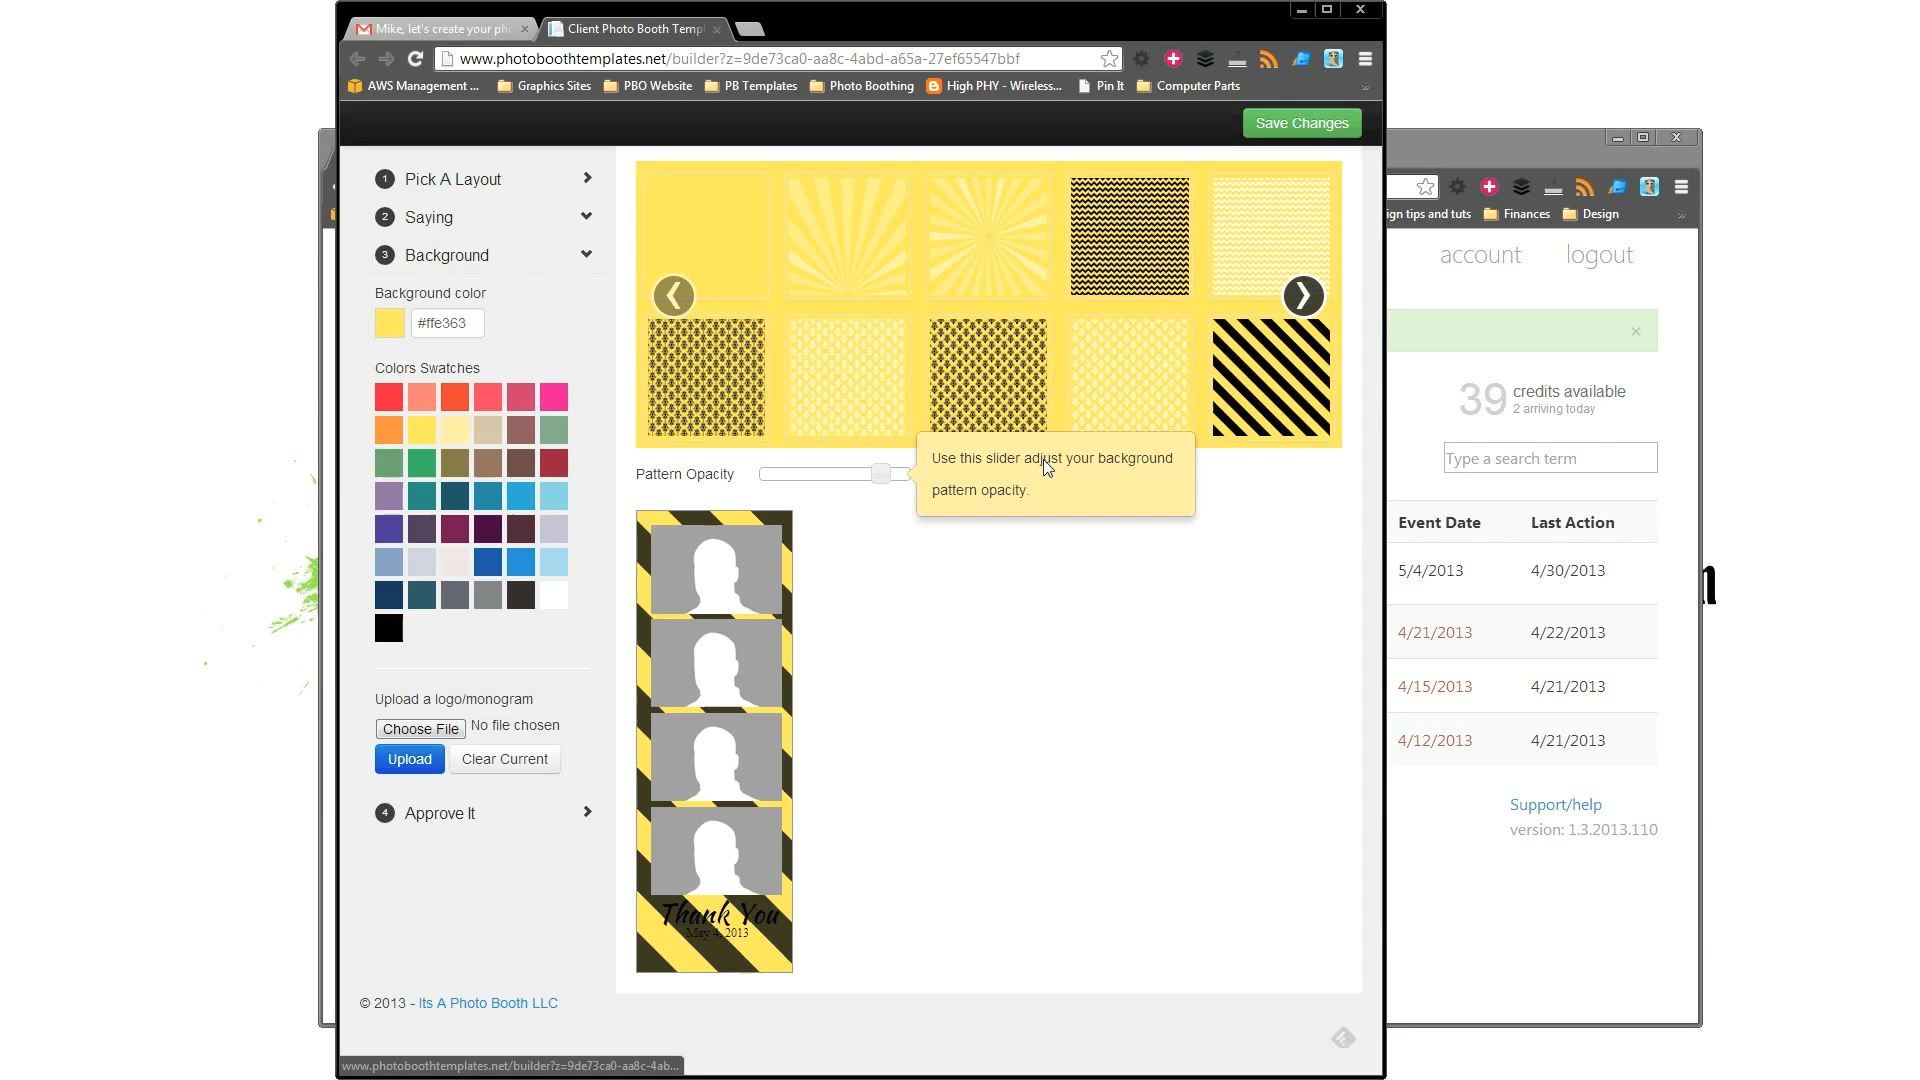 Mike, let's create your ph
Client Photo Booth Templ
www.photoboothtemplates.net/builder?z=9de73ca0-aa8c-4abd-a65a-27ef65547bbf
AWS Management ...
Graphics Sites
PBO Website
PB Templates
Photo Boothing
High PHY - Wireless...
Pin It
Computer Parts
»
Save Changes
1 Pick A Layout
2 Saying
3 Background
Background color
#ffe363
Colors Swatches
Upload a logo/monogram
Choose File No file chosen
Upload
Clear Current
4 Approve It
Pattern Opacity
Use this slider adjust your background
pattern opacity.
Thank You
May 4, 2013
© 2013 - Its A Photo Booth LLC
www.photoboothtemplates.net/builder?z=9de73ca0-aa8c-4ab...
ign tips and tuts
Finances
Design
»
account
logout
39 credits available
2 arriving today
Type a search term
Event Date Last Action
5/4/2013 4/30/2013
4/21/2013 4/22/2013
4/15/2013 4/21/2013
4/12/2013 4/21/2013
Support/help
version: 1.3.2013.110